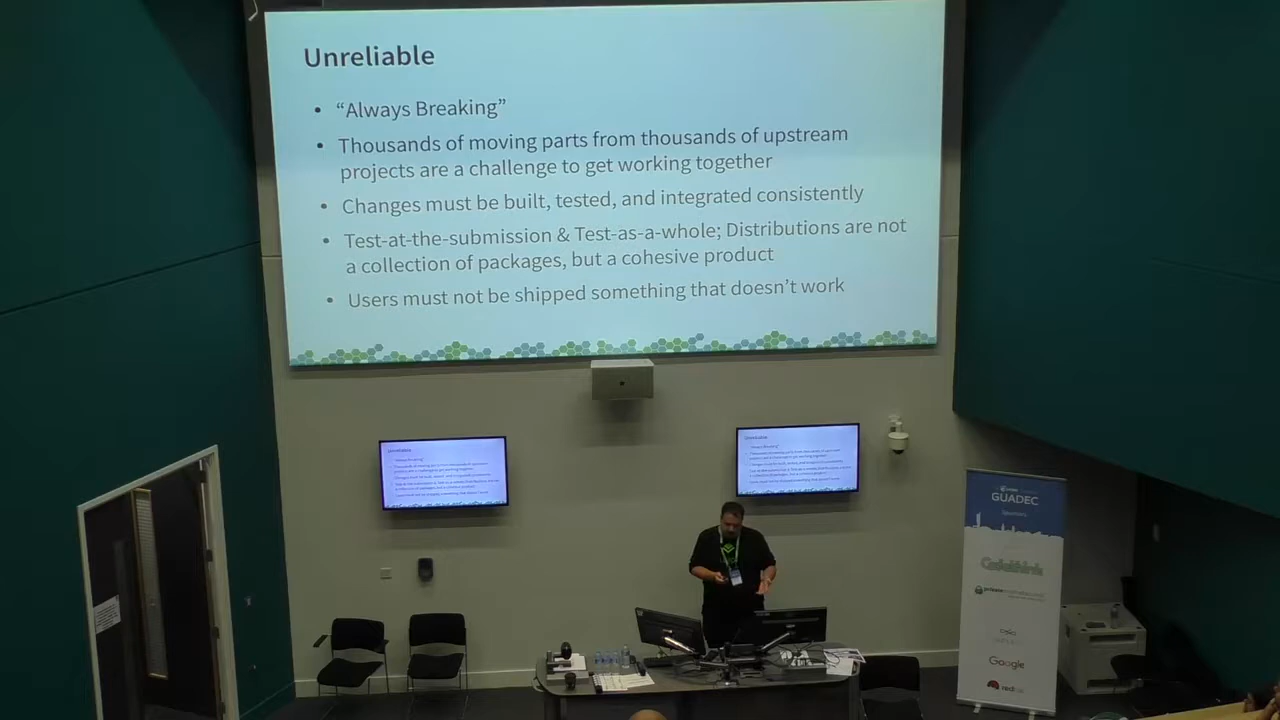 Unreliable
• “Always Breaking”
• Thousands of moving parts from thousands of upstream
projects are a challenge to get working together
• Changes must be built, tested, and integrated consistently
• Test-at-the-submission & Test-as-a-whole; Distributions are not
a collection of packages, but a cohesive product
• Users must not be shipped something that doesn’t work
Unreliable
Unreliable
GUADEC
Codethink
Google